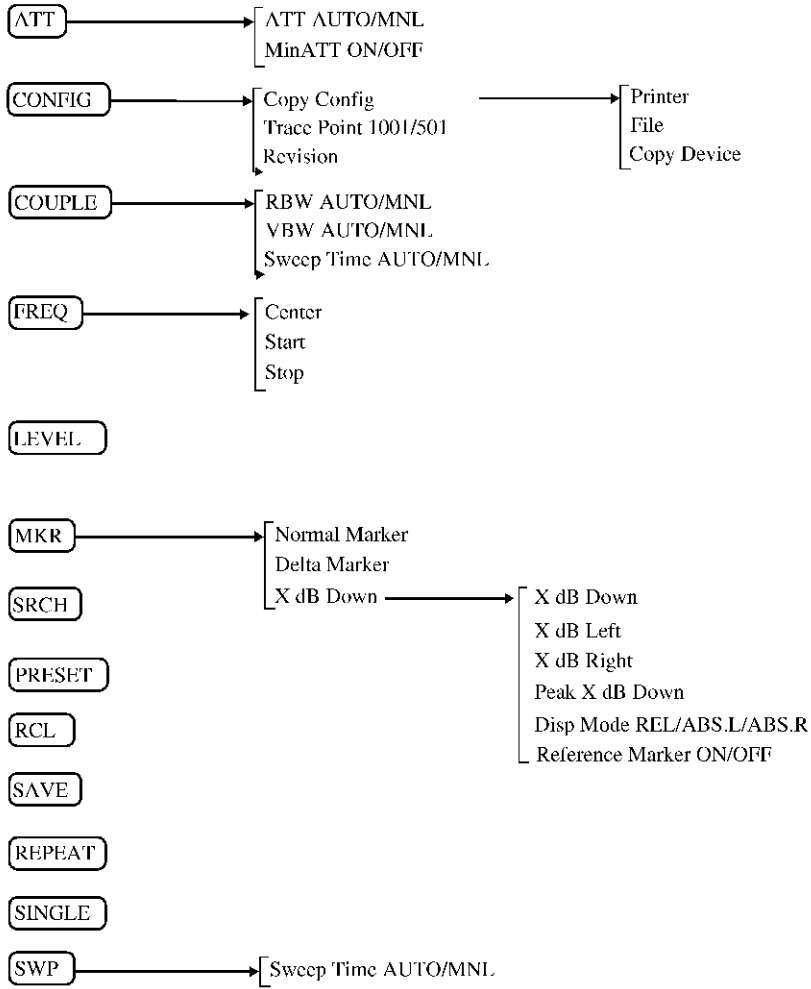 ATT
ATT AUTO/MNL
MinATT ON/OFF
CONFIG
Copy Config
Printer
Trace Point 1001/501
File
Revision
Copy Device
COUPLE
RBW AUTO/MNL
VBW AUTO/MNL
Sweep Time AUTO/MNL
FREQ
Center
Start
Stop
LEVEL
MKR
Normal Marker
Delta Marker
X dB Down
X dB Down
SRCH
X dB Left
X dB Right
PRESET
Peak X dB Down
RCL
Disp Mode REL/ABS.L/ABS.R
Reference Marker ON/OFF
SAVE
REPEAT
SINGLE
SWP
Sweep Time AUTO/MNL